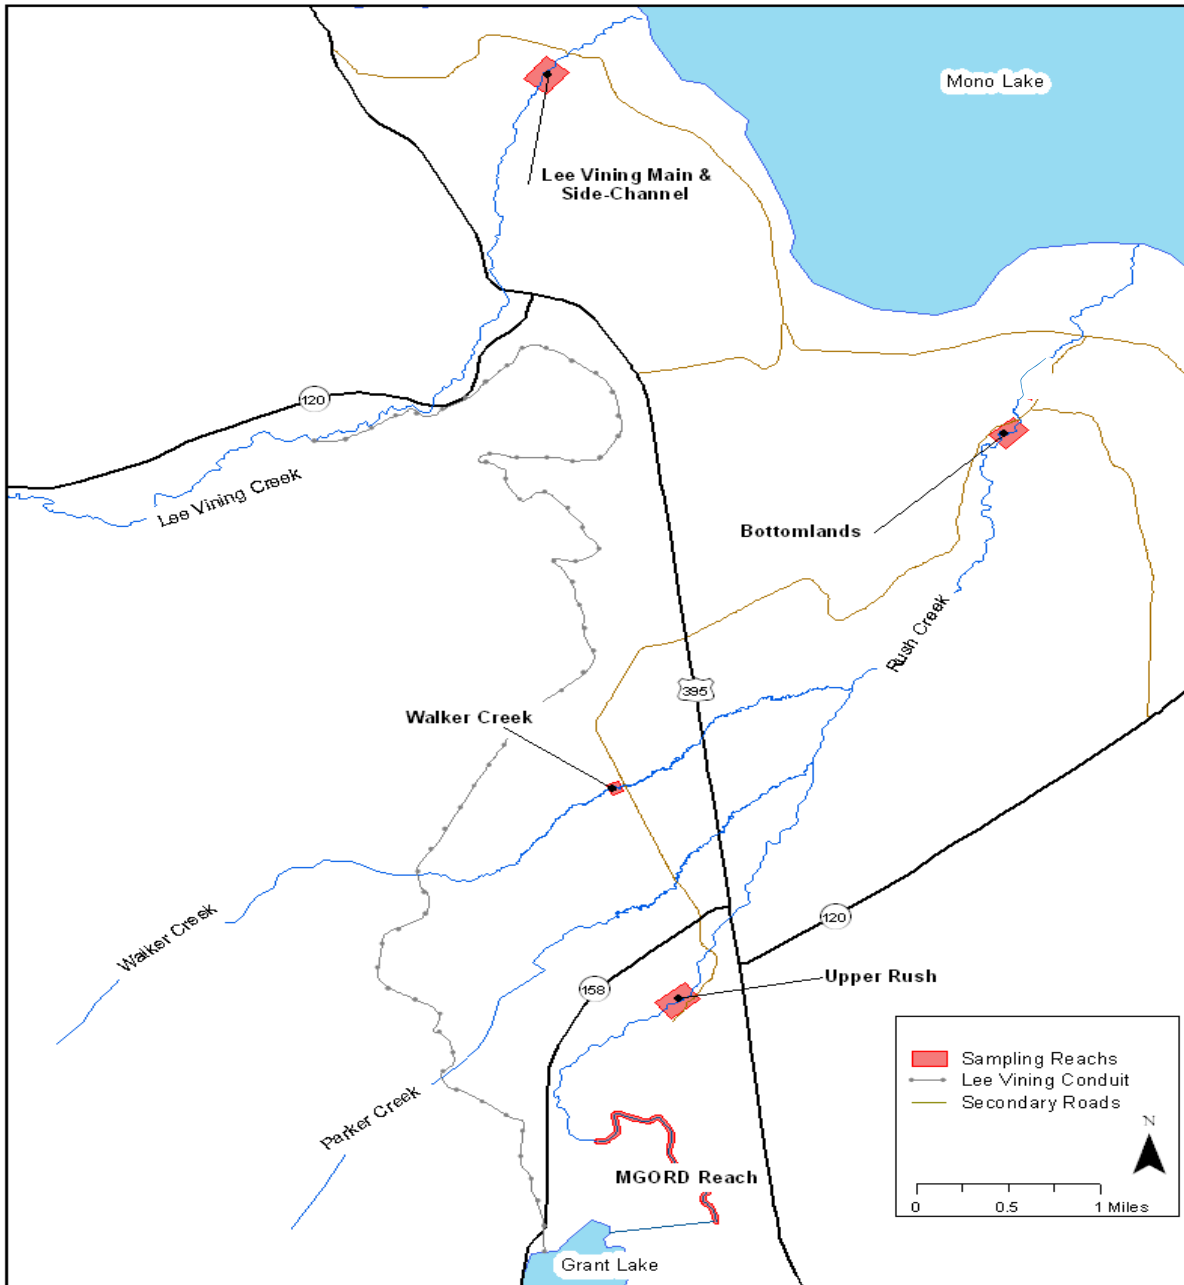 Mono Lake
Lee Vining Main &
Side-Channel
120
Lee Vining Creek
Bottomlands
Rush Creek
395
Walker Creek
Walker Creek
120
158
Upper Rush
Parker Creek
MGORD Reach
Grant Lake
Sampling Reachs
Lee Vining Conduit
Secondary Roads
N
0 0.5 1 Miles